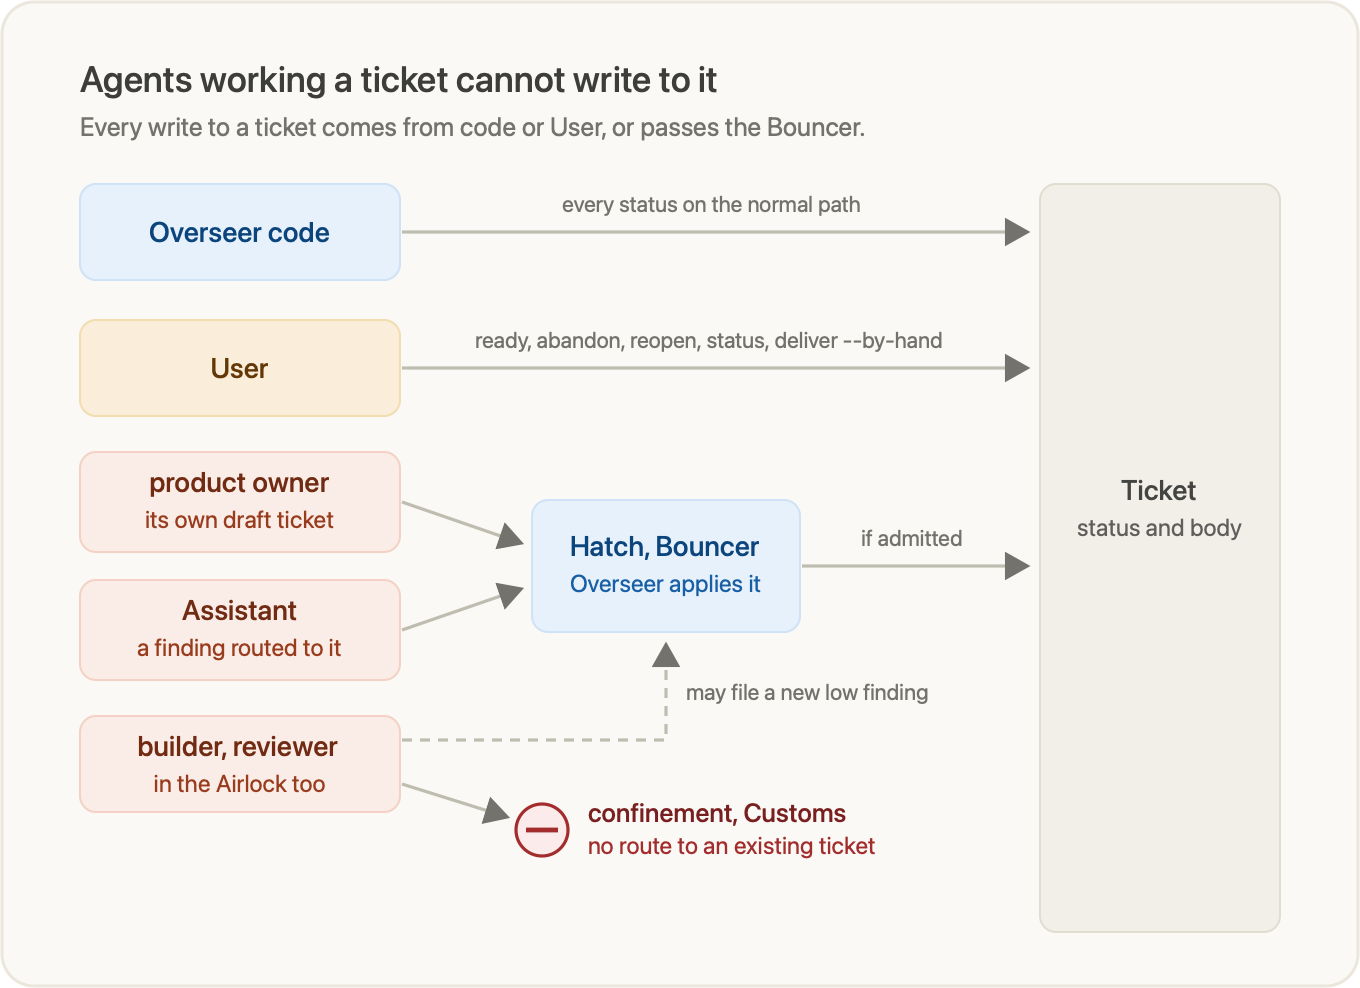 Agents working a ticket cannot write to it
Every write to a ticket comes from code or User, or passes the Bouncer.
Overseer code
every status on the normal path
User
ready, abandon, reopen, status, deliver --by-hand
product owner
its own draft ticket
Assistant
a finding routed to it
Hatch, Bouncer
Overseer applies it
if admitted
Ticket
status and body
may file a new low finding
builder, reviewer
in the Airlock too
confinement, Customs
no route to an existing ticket